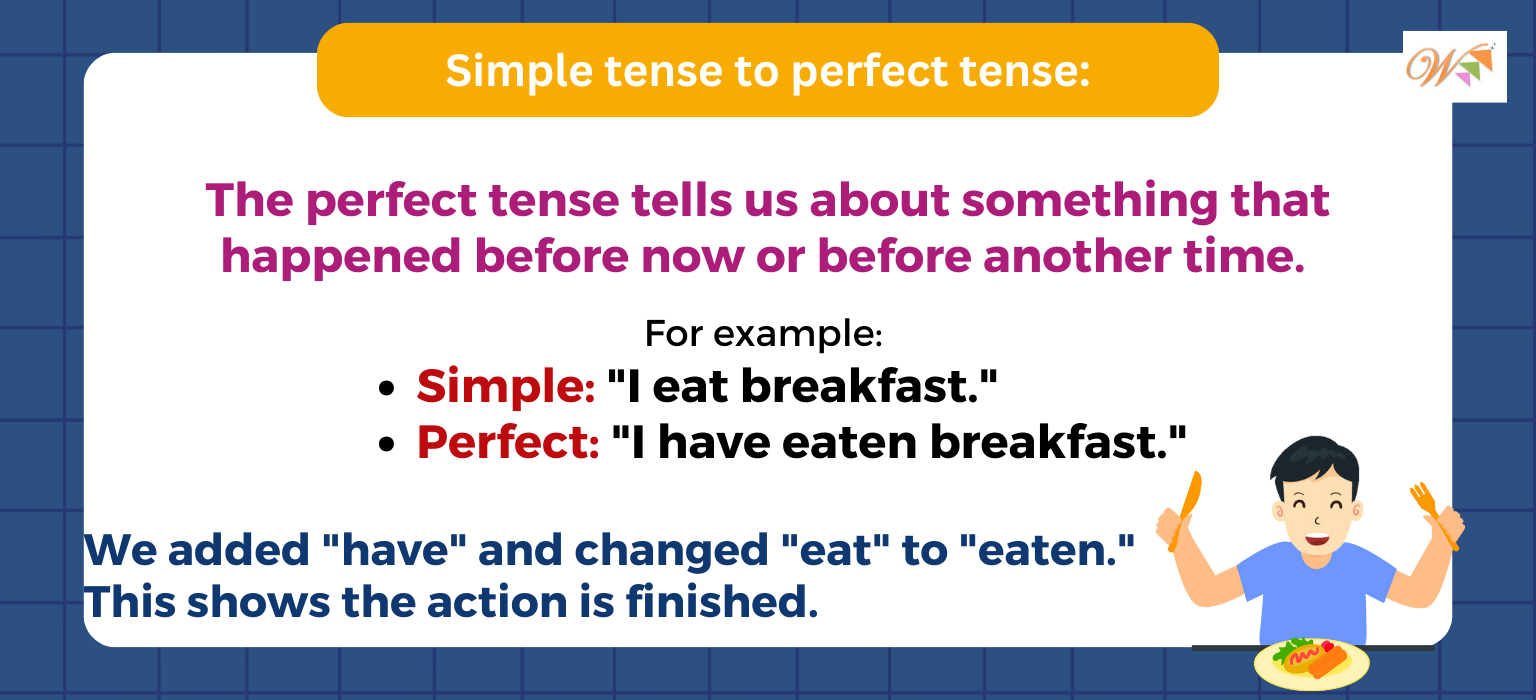 Simple tense to perfect tense:
W
The perfect tense tells us about something that
happened before now or before another time.
For example:
• Simple: "I eat breakfast."
• Perfect: "I have eaten breakfast."
We added "have" and changed "eat" to "eaten."
This shows the action is finished.